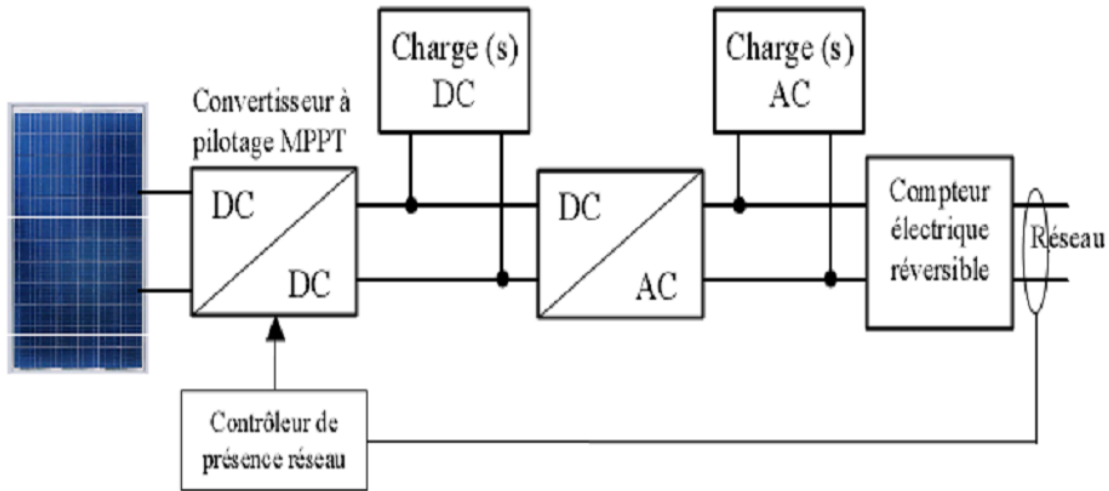 Charge (s)
DC
Charge (s)
AC
Convertisseur à
pilotage MPPT
DC
DC
DC
AC
Compteur
électrique
réversible
Réseau
Contrôleur de
présence réseau